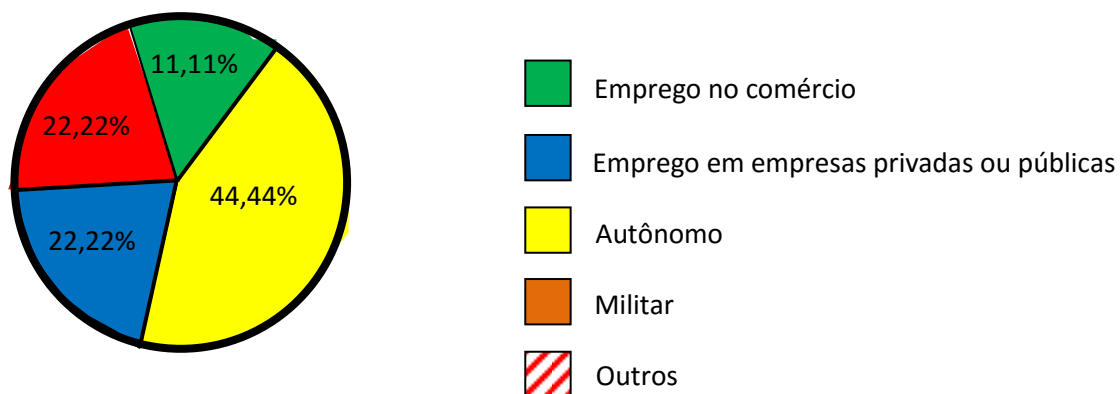 11,11%
22,22%
44,44%
22,22%
Emprego no comércio
Emprego em empresas privadas ou públicas
Autônomo
Militar
Outros